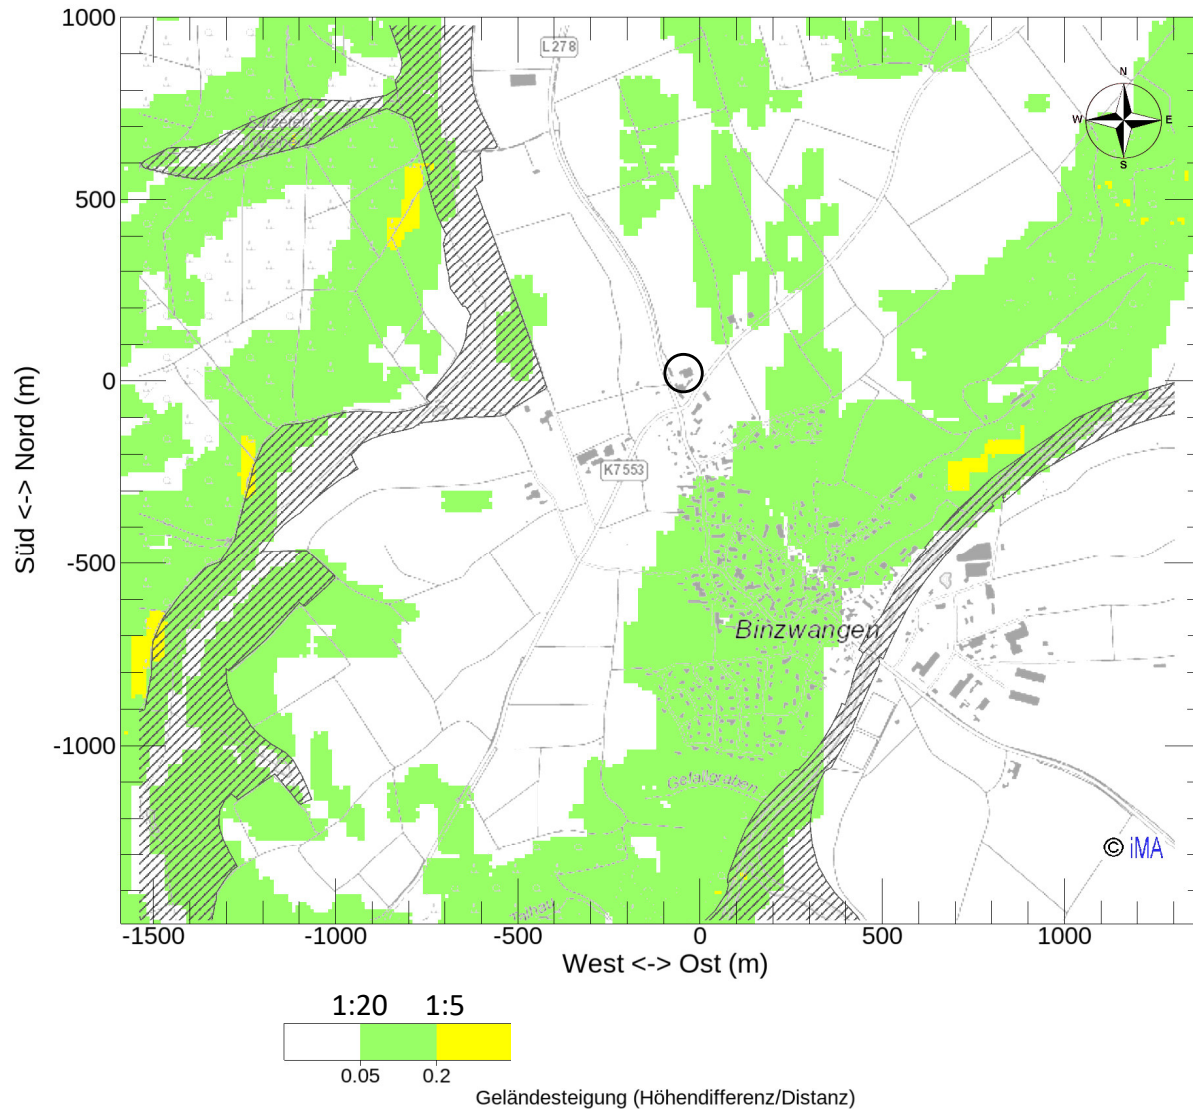 1000
500
0
-500
-1000
Süd <-> Nord (m)
L278
N
W
E
S
K7553
Binzwangen
Gefallgraben
© iMA
-1500
-1000
-500
0
500
1000
West <-> Ost (m)
1:20
1:5
0.05
0.2
Geländesteigung (Höhendifferenz/Distanz)